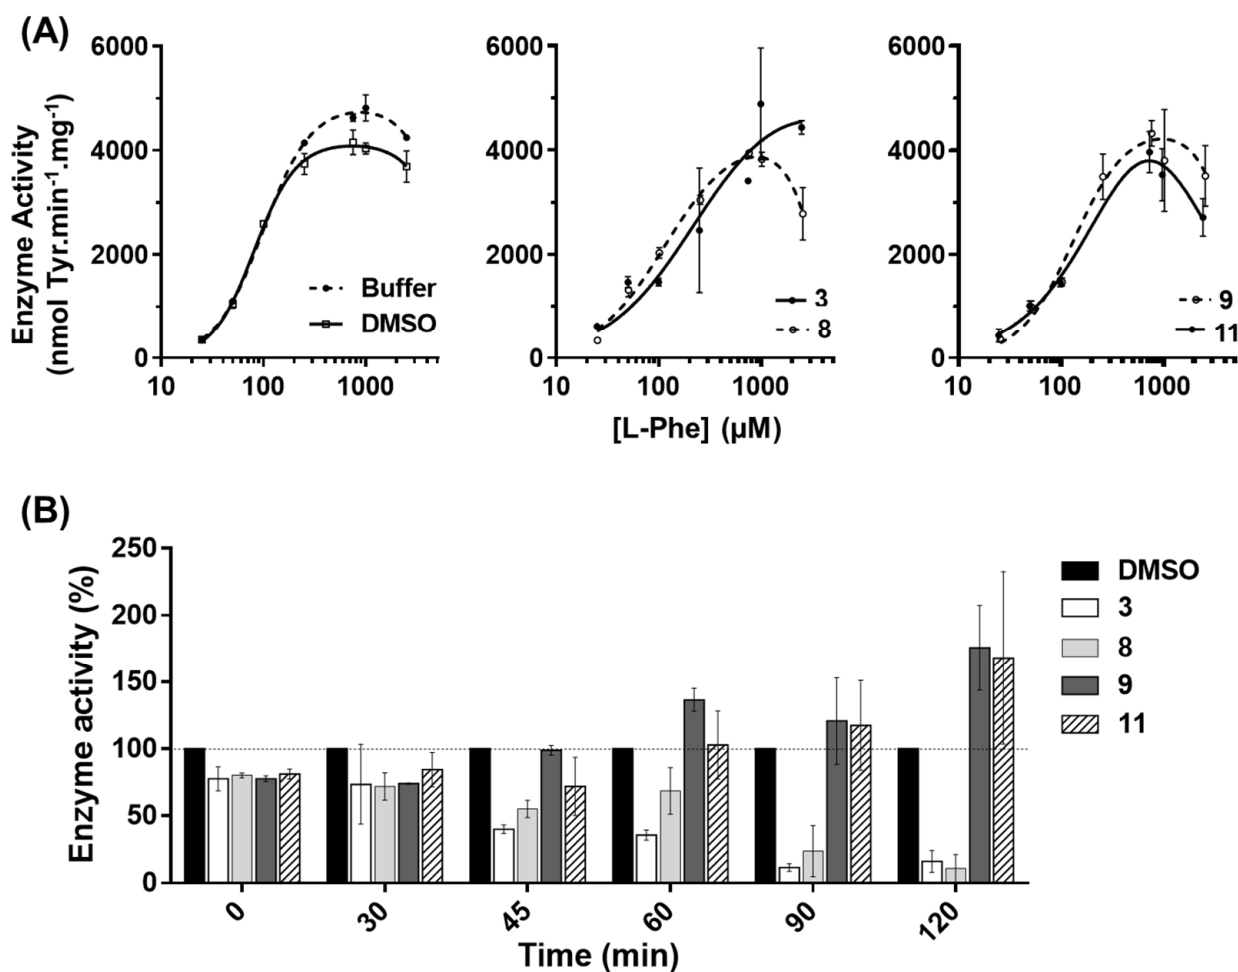 (A)
Enzyme Activity
(nmol Tyr.min⁻¹.mg⁻¹)
6000
4000
2000
0
10 100 1000
Buffer
DMSO
6000
4000
2000
0
10 100 1000
3
8
6000
4000
2000
0
10 100 1000
9
11
[L-Phe] (µM)
(B)
Enzyme activity (%)
250
200
150
100
50
0
0 30 45 60 90 120
Time (min)
DMSO
3
8
9
11